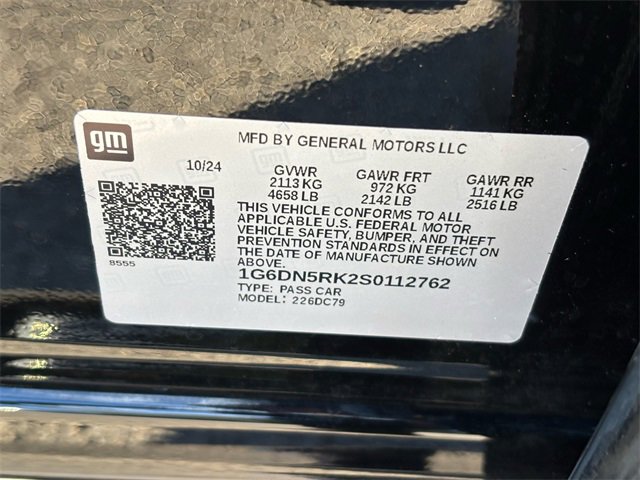 gm
MFD BY GENERAL MOTORS LLC
10/24
GVWR GAWR FRT GAWR RR
2113 KG 972 KG 1141 KG
4658 LB 2142 LB 2516 LB
THIS VEHICLE CONFORMS TO ALL
APPLICABLE U.S. FEDERAL MOTOR
VEHICLE SAFETY, BUMPER, AND THEFT
PREVENTION STANDARDS IN EFFECT ON
THE DATE OF MANUFACTURE SHOWN
ABOVE.
8555
1G6DN5RK2S0112762
TYPE: PASS CAR
MODEL: 226DC79